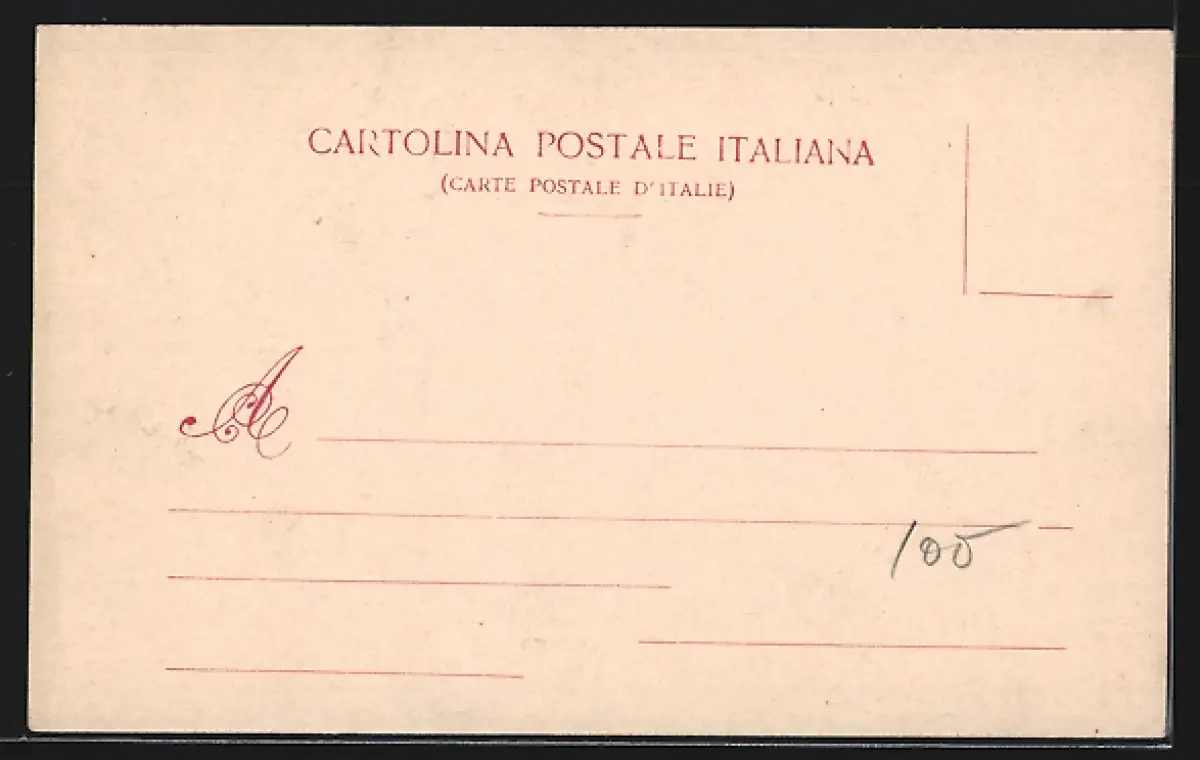 CARTOLINA POSTALE ITALIANA
(CARTE POSTALE D'ITALIE)
A
100